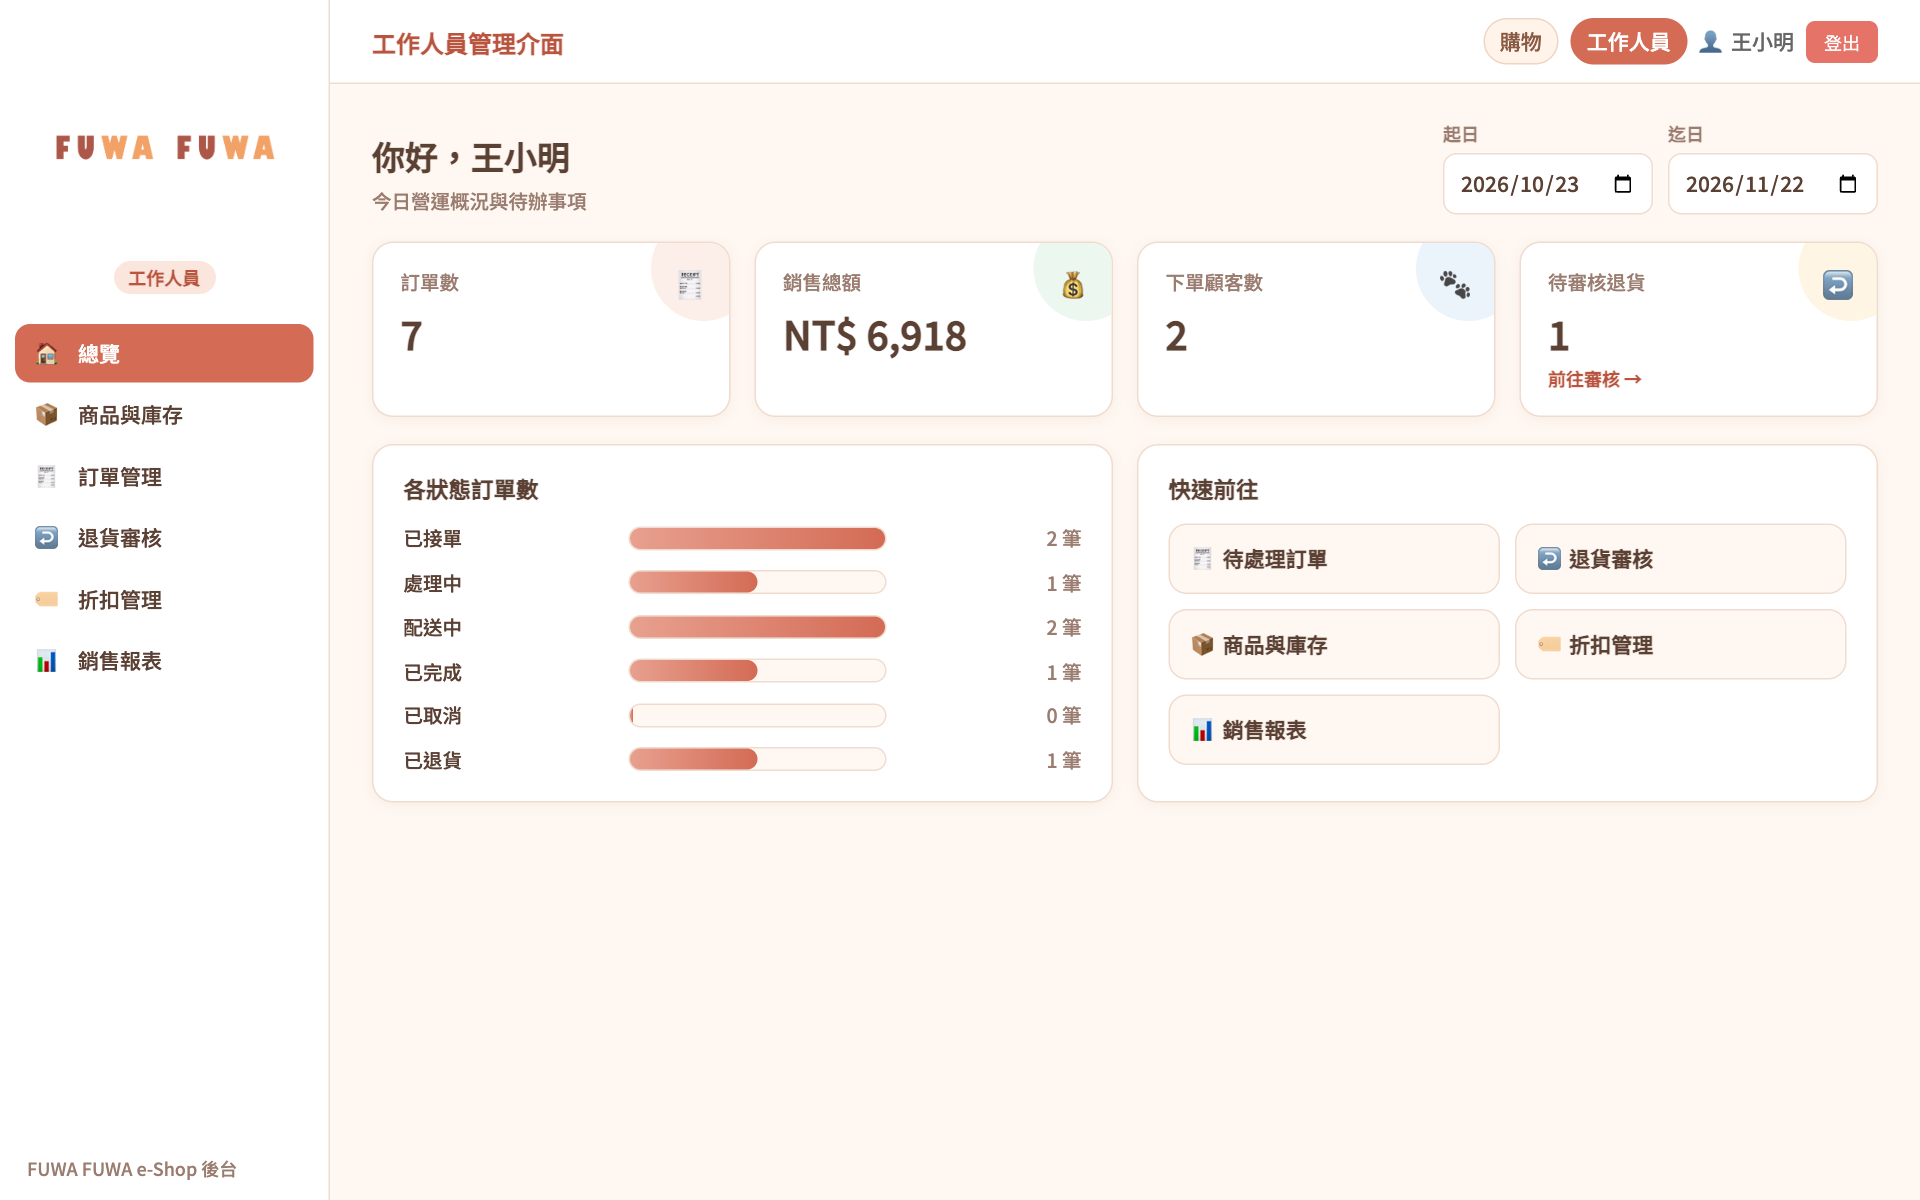 工作人員管理介面
購物
工作人員
王小明
登出
FUWA FUWA
工作人員
總覽
商品與庫存
訂單管理
退貨審核
折扣管理
銷售報表
FUWA FUWA e-Shop 後台
你好，王小明
今日營運概況與待辦事項
起日
2026/10/23
迄日
2026/11/22
訂單數
7
銷售總額
NT$ 6,918
下單顧客數
2
待審核退貨
1
前往審核 →
各狀態訂單數
已接單 2 筆
處理中 1 筆
配送中 2 筆
已完成 1 筆
已取消 0 筆
已退貨 1 筆
快速前往
待處理訂單
退貨審核
商品與庫存
折扣管理
銷售報表